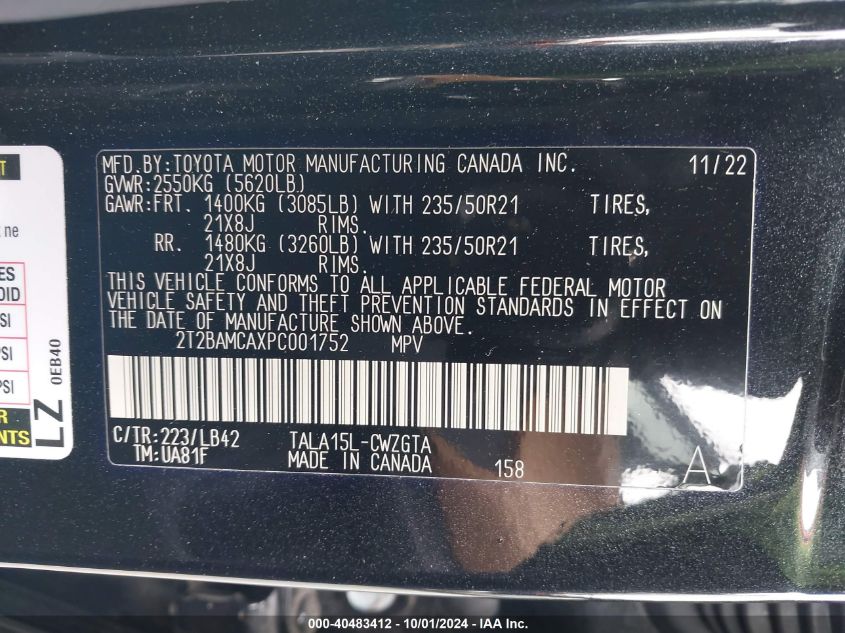 MFD.BY:TOYOTA MOTOR MANUFACTURING CANADA INC. 11/22
GVWR:2550KG (5620LB)
GAWR:FRT. 1400KG (3085LB) WITH 235/50R21 TIRES,
21X8J RIMS.
RR. 1480KG (3260LB) WITH 235/50R21 TIRES,
21X8J RIMS.
THIS VEHICLE CONFORMS TO ALL APPLICABLE FEDERAL MOTOR
VEHICLE SAFETY AND THEFT PREVENTION STANDARDS IN EFFECT ON
THE DATE OF MANUFACTURE SHOWN ABOVE.
2T2BAMCAXPC001752 MPV
C/TR:223/LB42 TALA15L-CWZGTA
TM:UA81F MADE IN CANADA 158 A
ne
SI
PSI
PSI
LZ 0EB40
000-40483412 - 10/01/2024 - IAA Inc.